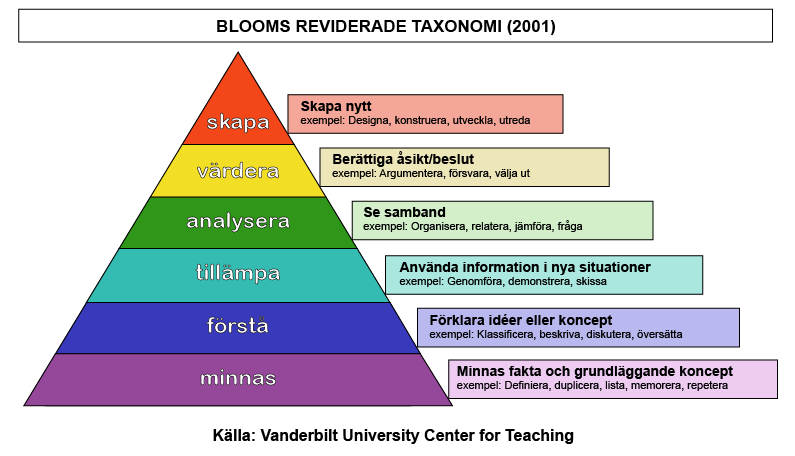 BLOOMS REVIDERADE TAXONOMI (2001)
skapa
Skapa nytt
exempel: Designa, konstruera, utveckla, utreda
värdera
Berättiga åsikt/beslut
exempel: Argumentera, försvara, välja ut
analysera
Se samband
exempel: Organisera, relatera, jämföra, fråga
tillämpa
Använda information i nya situationer
exempel: Genomföra, demonstrera, skissa
förstå
Förklara idéer eller koncept
exempel: Klassificera, beskriva, diskutera, översätta
minnas
Minnas fakta och grundläggande koncept
exempel: Definiera, duplicera, lista, memorera, repetera
Källa: Vanderbilt University Center for Teaching